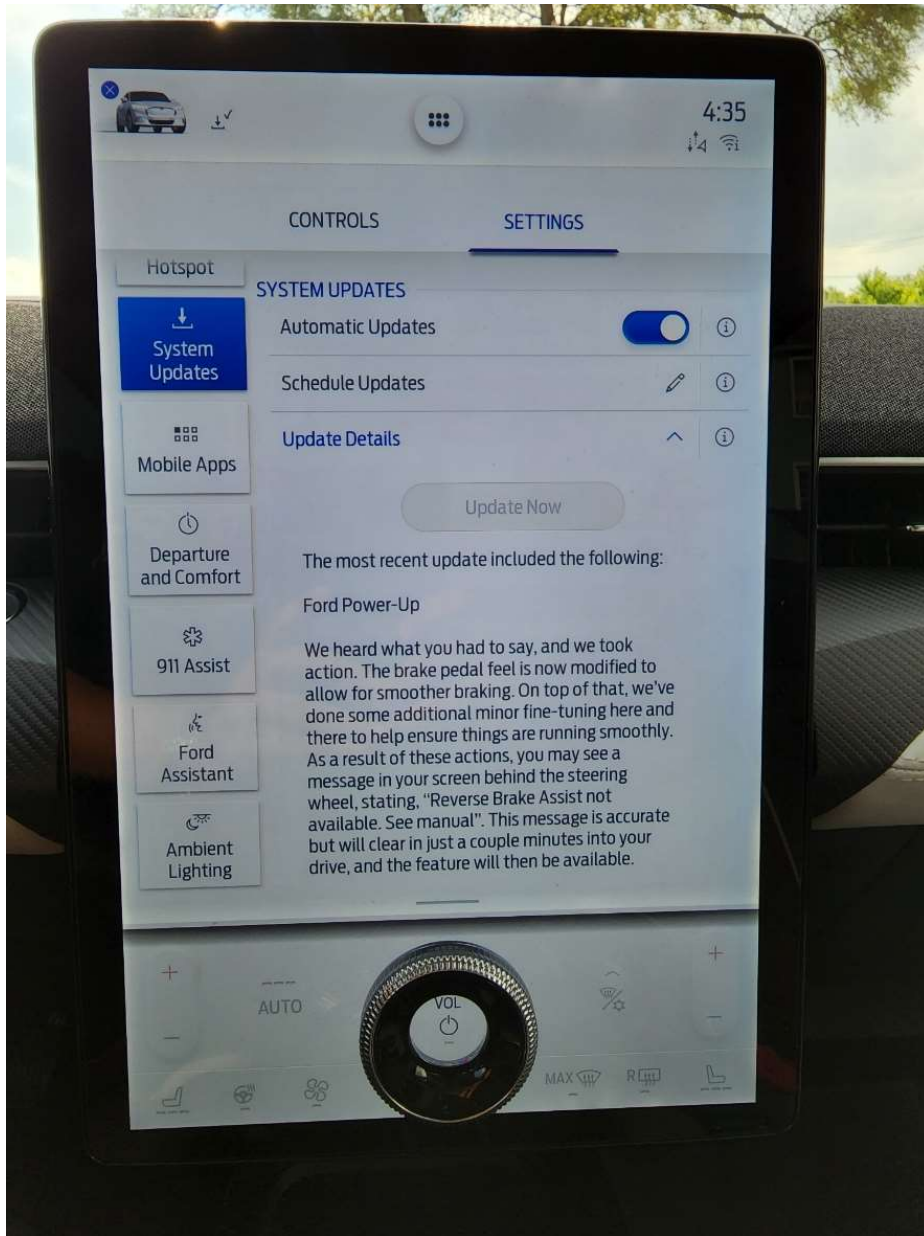 4:35
CONTROLS
SETTINGS
Hotspot
SYSTEM UPDATES
System
Updates
Automatic Updates
Schedule Updates
Update Details
Mobile Apps
Update Now
Departure
and Comfort
The most recent update included the following:
Ford Power-Up
911 Assist
We heard what you had to say, and we took
action. The brake pedal feel is now modified to
allow for smoother braking. On top of that, we've
done some additional minor fine-tuning here and
there to help ensure things are running smoothly.
As a result of these actions, you may see a
message in your screen behind the steering
wheel, stating, “Reverse Brake Assist not
available. See manual”. This message is accurate
but will clear in just a couple minutes into your
drive, and the feature will then be available.
Ford
Assistant
Ambient
Lighting
AUTO
VOL
MAX
R